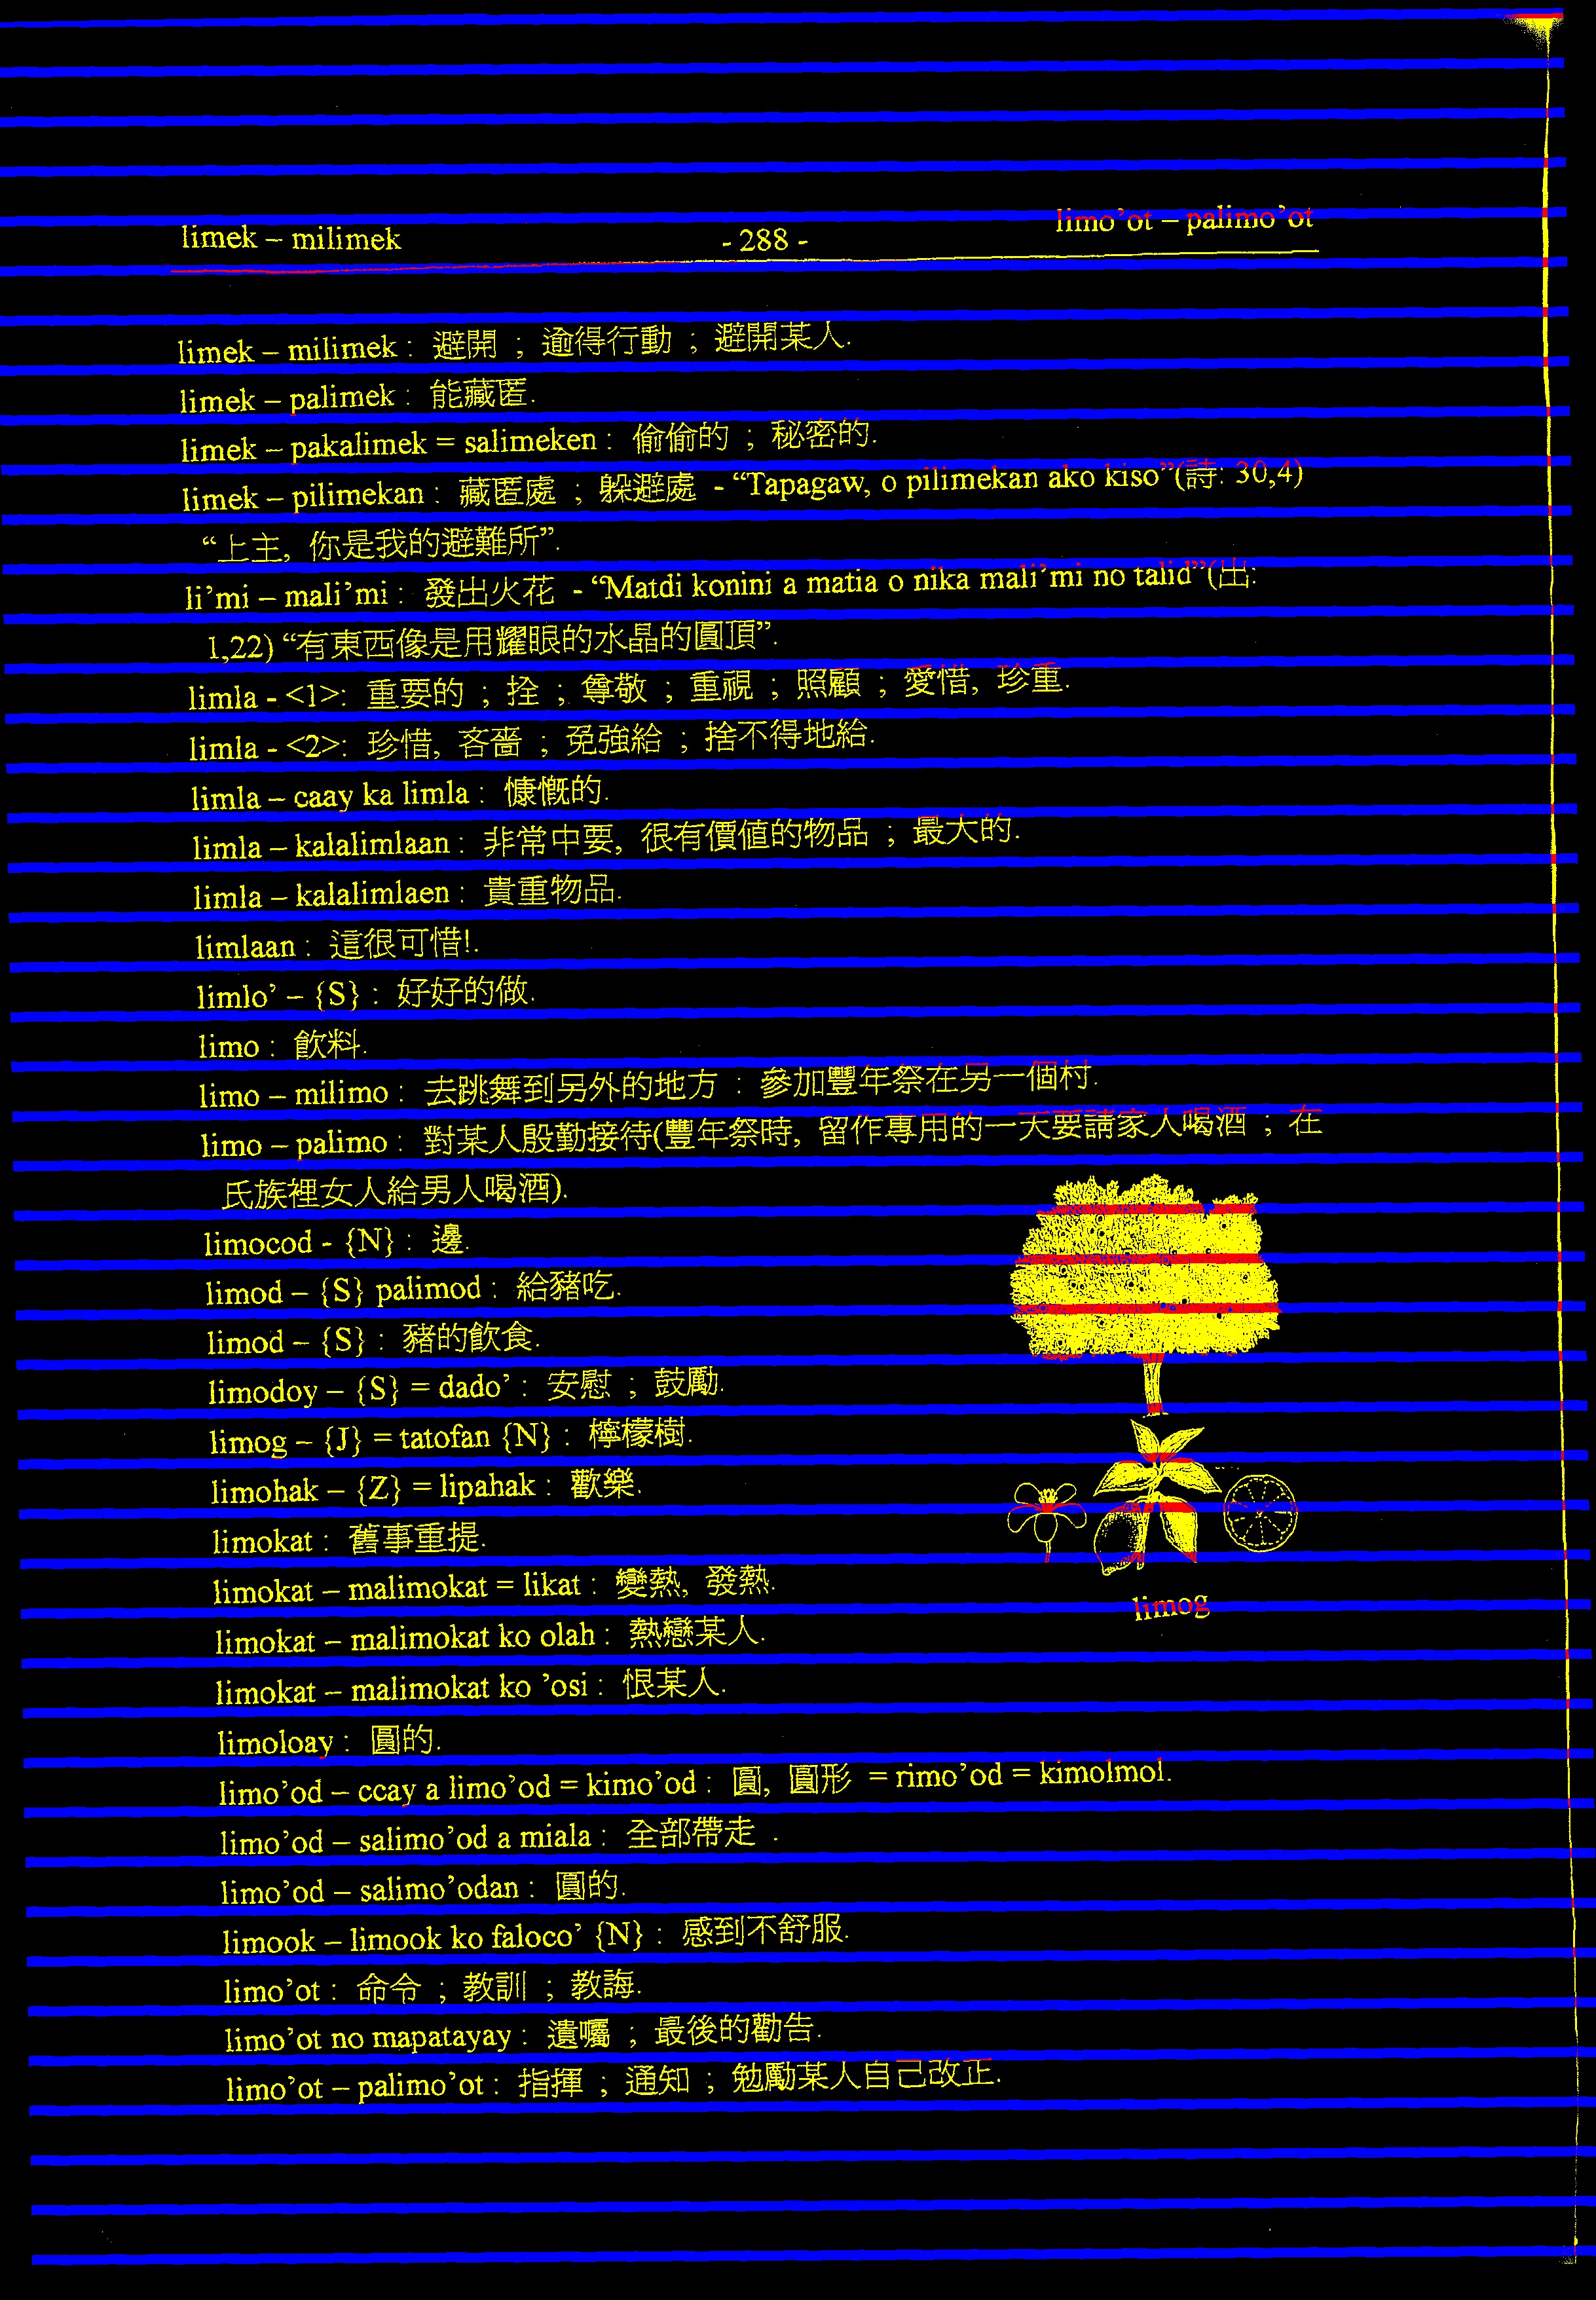 limek – milimek - 288 - limo’ot – palimo’ot
limek – milimek : 避開 ; 逾得行動 ; 避開某人.
limek – palimek : 能藏匿.
limek – pakalimek = salimeken : 偷偷的 ; 秘密的.
limek – pilimekan : 藏匿處 ; 躲避處 - “Tapagaw, o pilimekan ako kiso”(詩: 30,4)
“上主, 你是我的避難所”.
li’mi – mali’mi : 發出火花 - “Matdi konini a matia o nika mali’mi no talid”(出:
1,22) “有東西像是用耀眼的水晶的圓頂”.
limla - <1>: 重要的 ; 拴 ; 尊敬 ; 重視 ; 照顧 ; 愛惜, 珍重.
limla - <2>: 珍惜, 吝嗇 ; 免強給 ; 捨不得地給.
limla – caay ka limla : 慷慨的.
limla – kalalimlaan : 非常中要, 很有價值的物品 ; 最大的.
limla – kalalimlaen : 貴重物品.
limlaan : 這很可惜!.
limlo’ – {S} : 好好的做.
limo : 飲料.
limo – milimo : 去跳舞到另外的地方 : 參加豐年祭在另一個村.
limo – palimo : 對某人殷勤接待(豐年祭時, 留作專用的一天要請家人喝酒 ; 在
氏族裡女人給男人喝酒).
limocod - {N} : 邊.
limod – {S} palimod : 給豬吃.
limod – {S} : 豬的飲食.
limodoy – {S} = dado’ : 安慰 ; 鼓勵.
limog – {J} = tatofan {N} : 檸檬樹.
limohak – {Z} = lipahak : 歡樂.
limokat : 舊事重提.
limokat – malimokat = likat : 變熱, 發熱.
limog
limokat – malimokat ko olah : 熱戀某人.
limokat – malimokat ko ’osi : 恨某人.
limoloay : 圓的.
limo’od – ccay a limo’od = kimo’od : 圓, 圓形 = rimo’od = kimolmol.
limo’od – salimo’od a miala : 全部帶走 .
limo’od – salimo’odan : 圓的.
limook – limook ko faloco’ {N} : 感到不舒服.
limo’ot : 命令 ; 教訓 ; 教誨.
limo’ot no mapatayay : 遺囑 ; 最後的勸告.
limo’ot – palimo’ot : 指揮 ; 通知 ; 勉勵某人自己改正.